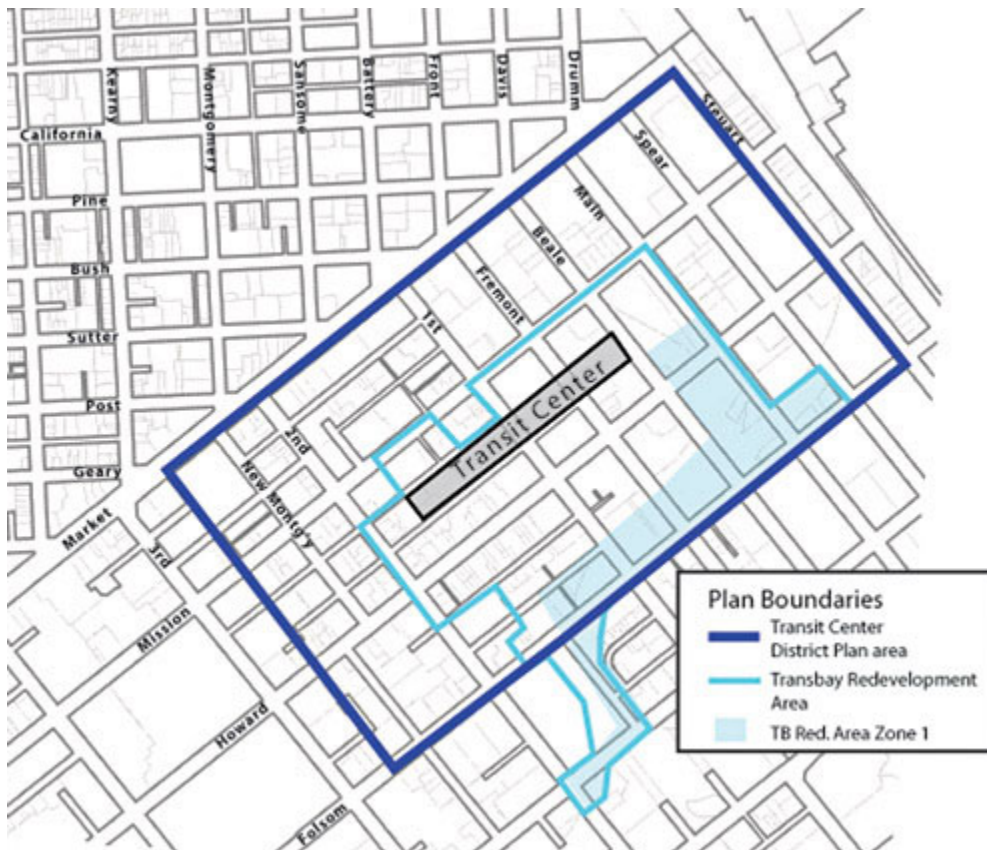 Kearny
Montgomery
Sansome
Battery
Front
Davis
Drumm
Steuart
California
Spear
Pine
Main
Beale
Bush
Fremont
1st
Sutter
Transit Center
Post
2nd
Geary
New Montg'y
Market
3rd
Mission
Howard
Folsom
Plan Boundaries
Transit Center
District Plan area
Transbay Redevelopment
Area
TB Red. Area Zone 1